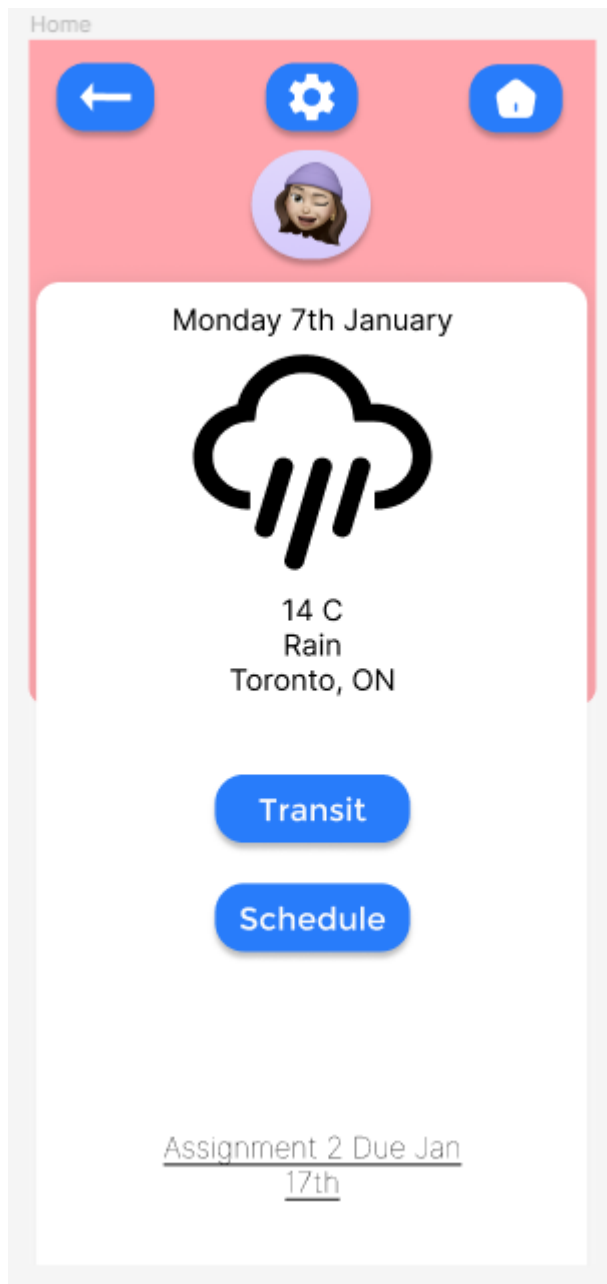 Home
Monday 7th January
14 C
Rain
Toronto, ON
Transit
Schedule
Assignment 2 Due Jan
17th